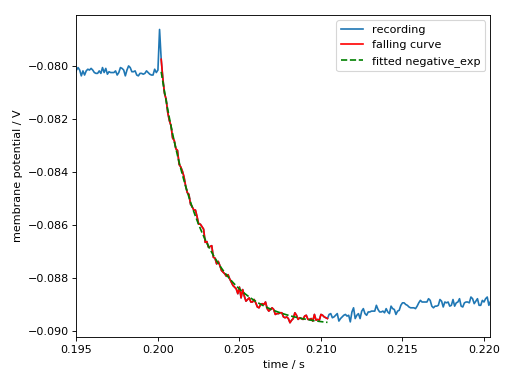 recording
falling curve
fitted negative_exp
membrane potential / V
−0.080
−0.082
−0.084
−0.086
−0.088
−0.090
0.195
0.200
0.205
0.210
0.215
0.220
time / s